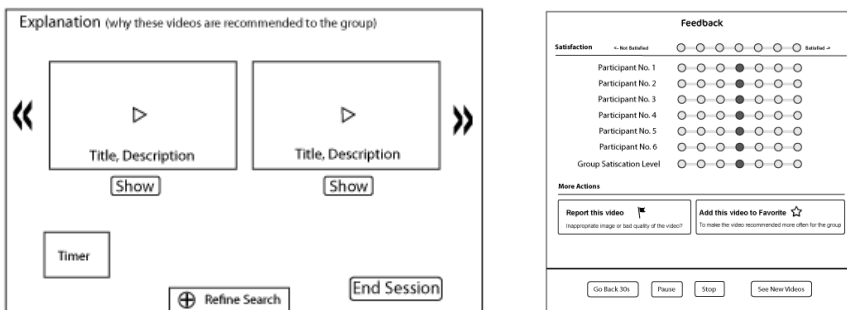 Explanation (why these videos are recommended to the group)
Title, Description
Title, Description
Show
Show
Timer
Refine Search
End Session
Feedback
Satisfaction <- Not Satisfied Satisfied ->
Participant No. 1
Participant No. 2
Participant No. 3
Participant No. 4
Participant No. 5
Participant No. 6
Group Satiscation Level
More Actions
Report this video
Inappropriate image or bad quality of the video?
Add this video to Favorite
To make the video recommended more often for the group
Go Back 30s Pause Stop See New Videos